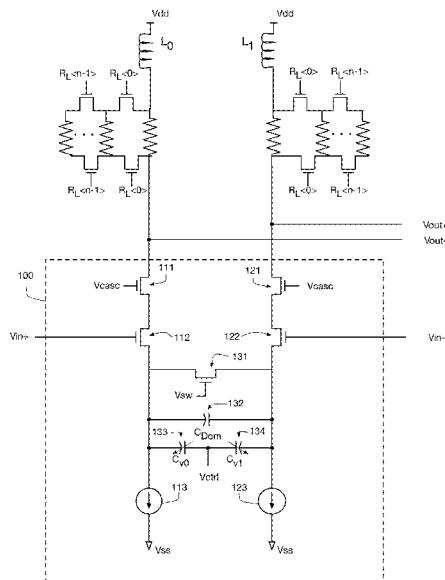 Vdd Vdd
L0 L1
RL<n-1> RL<0> RL<0> RL<n-1>
RL<n-1> RL<0> RL<0> RL<n-1>
Vout+
Vout-
100 111 121
Vcasc Vcasc
Vin+ 112 122 Vin-
131
Vsw
132
133 CDom 134
Cv0 Cv1
Vctrl
113 123
Vss Vss